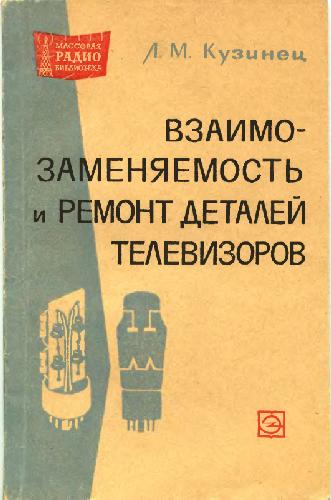 МАССОВАЯ
РАДИО
БИБЛИОТЕКА
Л. М. Кузинец
ВЗАИМО-
ЗАМЕНЯЕМОСТЬ
и РЕМОНТ ДЕТАЛЕЙ
ТЕЛЕВИЗОРОВ